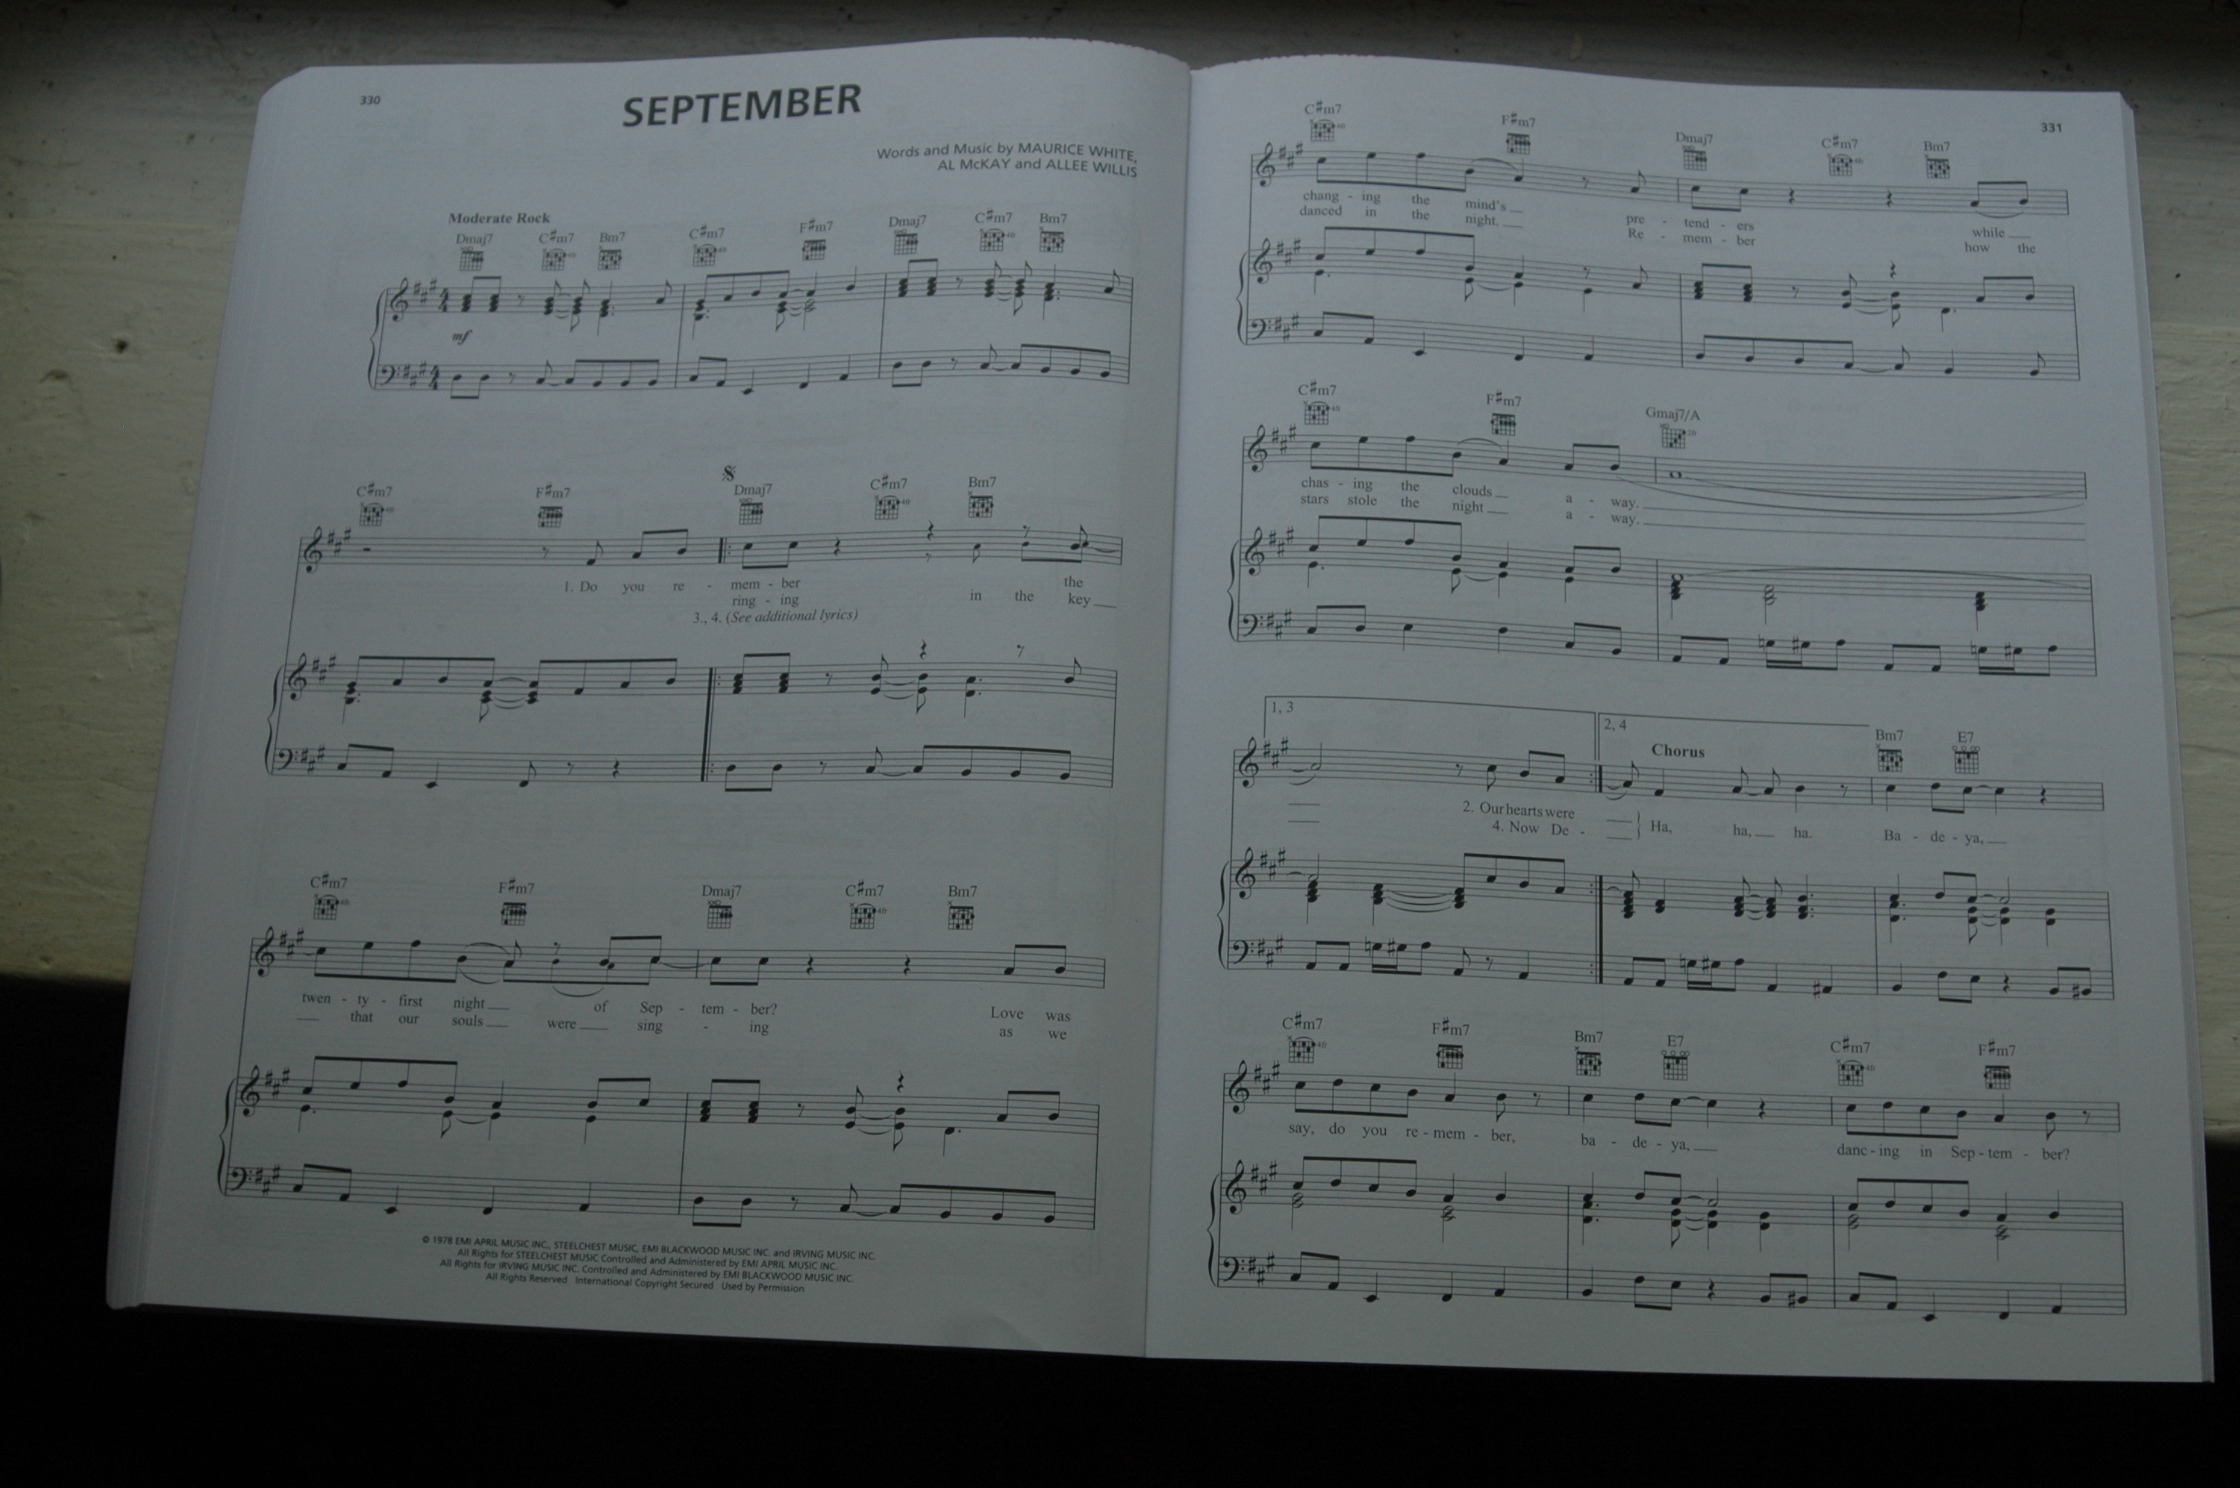 330
SEPTEMBER
Words and Music by MAURICE WHITE,
AL McKAY and ALLEE WILLIS
Moderate Rock
Dmaj7 C#m7 Bm7 C#m7 F#m7 Dmaj7 C#m7 Bm7
mf
C#m7 F#m7 Dmaj7 C#m7 Bm7
1. Do you re - mem - ber the
ring - ing in the key
3., 4. (See additional lyrics)
C#m7 F#m7 Dmaj7 C#m7 Bm7
twen - ty - first night of Sep - tem - ber? Love was
that our souls were sing - ing as we
© 1978 EMI APRIL MUSIC INC., STEELCHEST MUSIC, EMI BLACKWOOD MUSIC INC. and IRVING MUSIC INC.
All Rights for STEELCHEST MUSIC Controlled and Administered by EMI APRIL MUSIC INC.
All Rights for IRVING MUSIC INC. Controlled and Administered by EMI BLACKWOOD MUSIC INC.
All Rights Reserved International Copyright Secured Used by Permission
331
C#m7 F#m7 Dmaj7 C#m7 Bm7
chang - ing the mind's pre - tend - ers while
danced in the night. Re - mem - ber how the
C#m7 F#m7 Gmaj7/A
chas - ing the clouds a - way.
stars stole the night a - way.
1, 3 2, 4
Chorus Bm7 E7
2. Our hearts were Ha, ha, ha. Ba - de - ya,
4. Now De -
C#m7 F#m7 Bm7 E7 C#m7 F#m7
say, do you re - mem - ber, ba - de - ya, danc - ing in Sep - tem - ber?